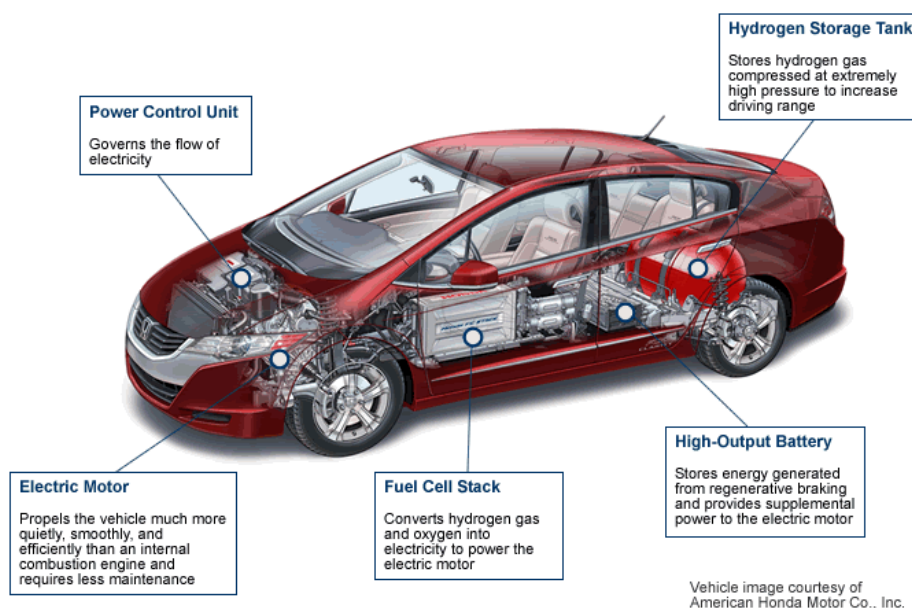 Hydrogen Storage Tank
Stores hydrogen gas
compressed at extremely
high pressure to increase
driving range
Power Control Unit
Governs the flow of
electricity
Electric Motor
Propels the vehicle much more
quietly, smoothly, and
efficiently than an internal
combustion engine and
requires less maintenance
Fuel Cell Stack
Converts hydrogen gas
and oxygen into
electricity to power the
electric motor
High-Output Battery
Stores energy generated
from regenerative braking
and provides supplemental
power to the electric motor
Vehicle image courtesy of
American Honda Motor Co., Inc.